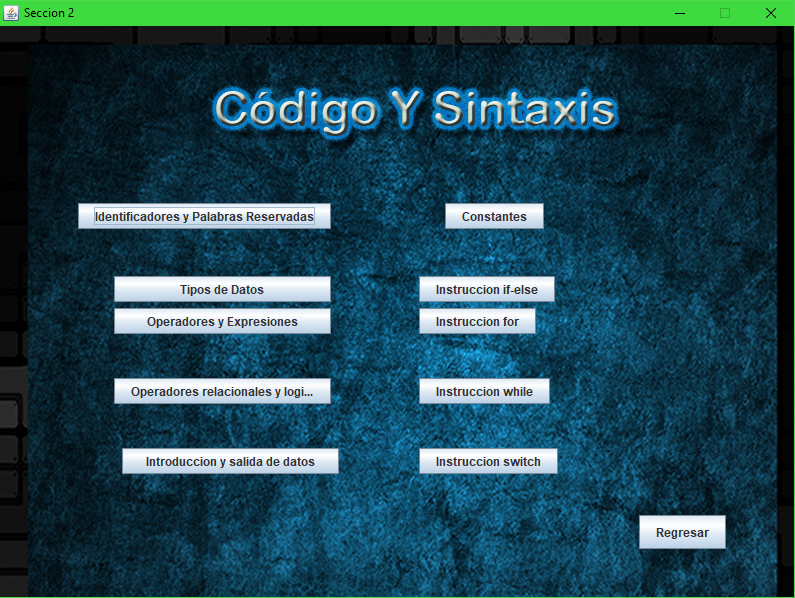 Seccion 2
Código Y Sintaxis
Identificadores y Palabras Reservadas
Constantes
Tipos de Datos
Instruccion if-else
Operadores y Expresiones
Instruccion for
Operadores relacionales y logi...
Instruccion while
Introduccion y salida de datos
Instruccion switch
Regresar